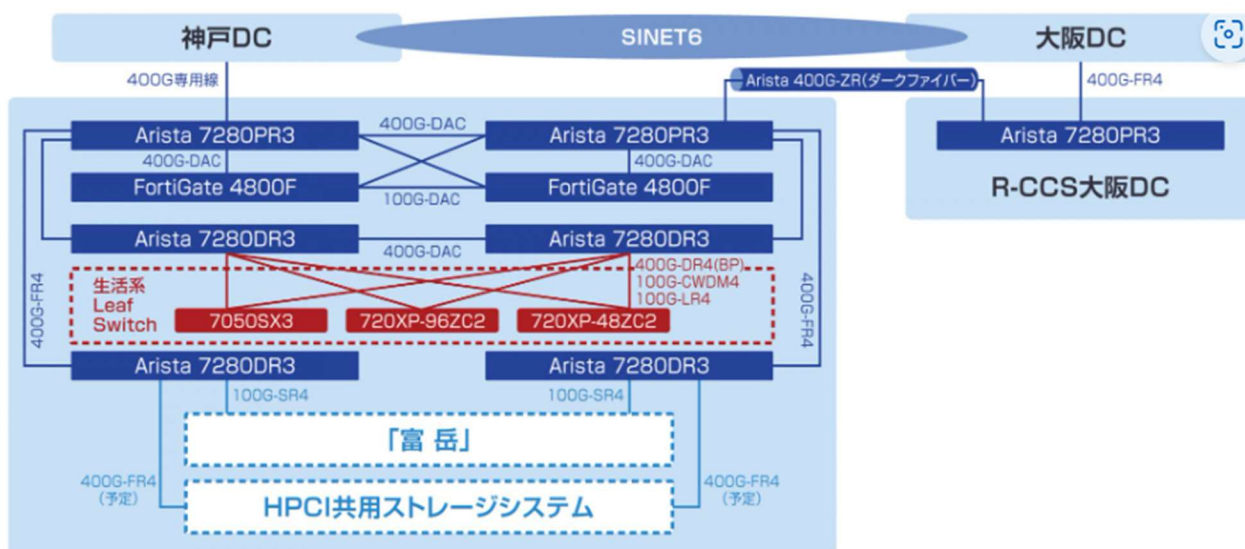 神戸DC
SINET6
大阪DC
400G専用線
Arista 400G-ZR(ダークファイバー)
400G-FR4
Arista 7280PR3
400G-DAC
Arista 7280PR3
Arista 7280PR3
400G-DAC
400G-DAC
FortiGate 4800F
100G-DAC
FortiGate 4800F
R-CCS大阪DC
Arista 7280DR3
400G-DAC
Arista 7280DR3
400G-FR4
生活系
Leaf
Switch
400G-DR4(BP)
100G-CWDM4
100G-LR4
400G-FR4
7050SX3
720XP-96ZC2
720XP-48ZC2
Arista 7280DR3
Arista 7280DR3
100G-SR4
100G-SR4
「富 岳」
400G-FR4
(予定)
400G-FR4
(予定)
HPCI共用ストレージシステム